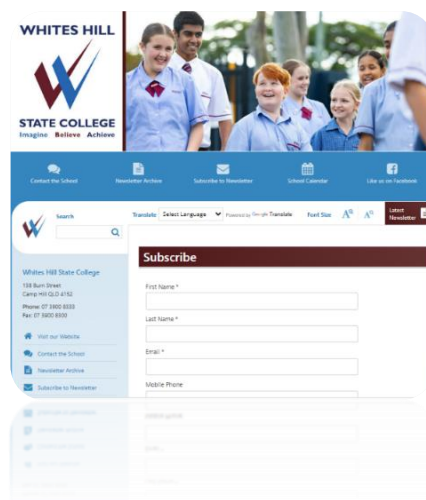 WHITES HILL
STATE COLLEGE
Imagine Believe Achieve
Contact the School
Newsletter Archive
Subscribe to Newsletter
School Calendar
Like us on Facebook
Search
Translate Select Language Powered by Google Translate Font Size A A Latest
Newsletter
Subscribe
Whites Hill State College
138 Burn Street
Camp Hill QLD 4152
Phone: 07 3900 8333
Fax: 07 3900 8300
Visit our Website
Contact the School
Newsletter Archive
Subscribe to Newsletter
First Name *
Last Name *
Email *
Mobile Phone